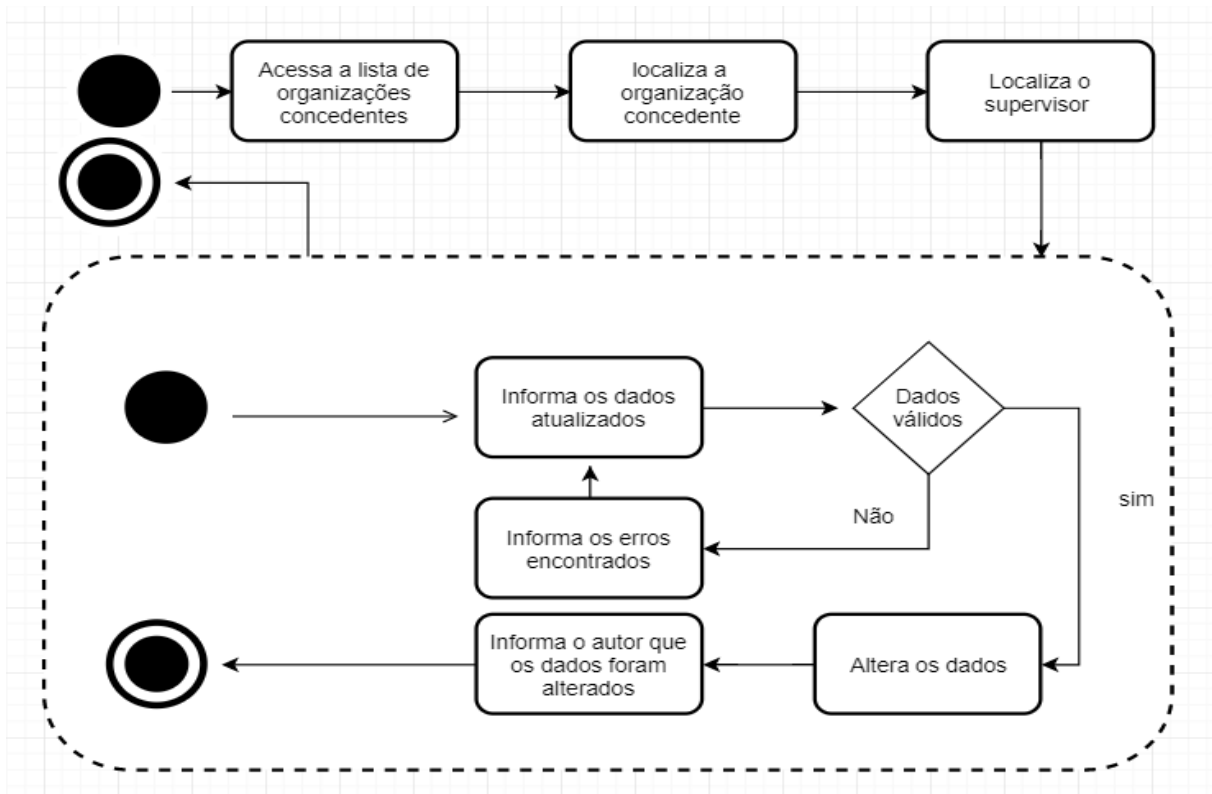 Acessa a lista de
organizações
concedentes
localiza a
organização
concedente
Localiza o
supervisor
Informa os dados
atualizados
Dados
válidos
sim
Não
Informa os erros
encontrados
Informa o autor que
os dados foram
alterados
Altera os dados